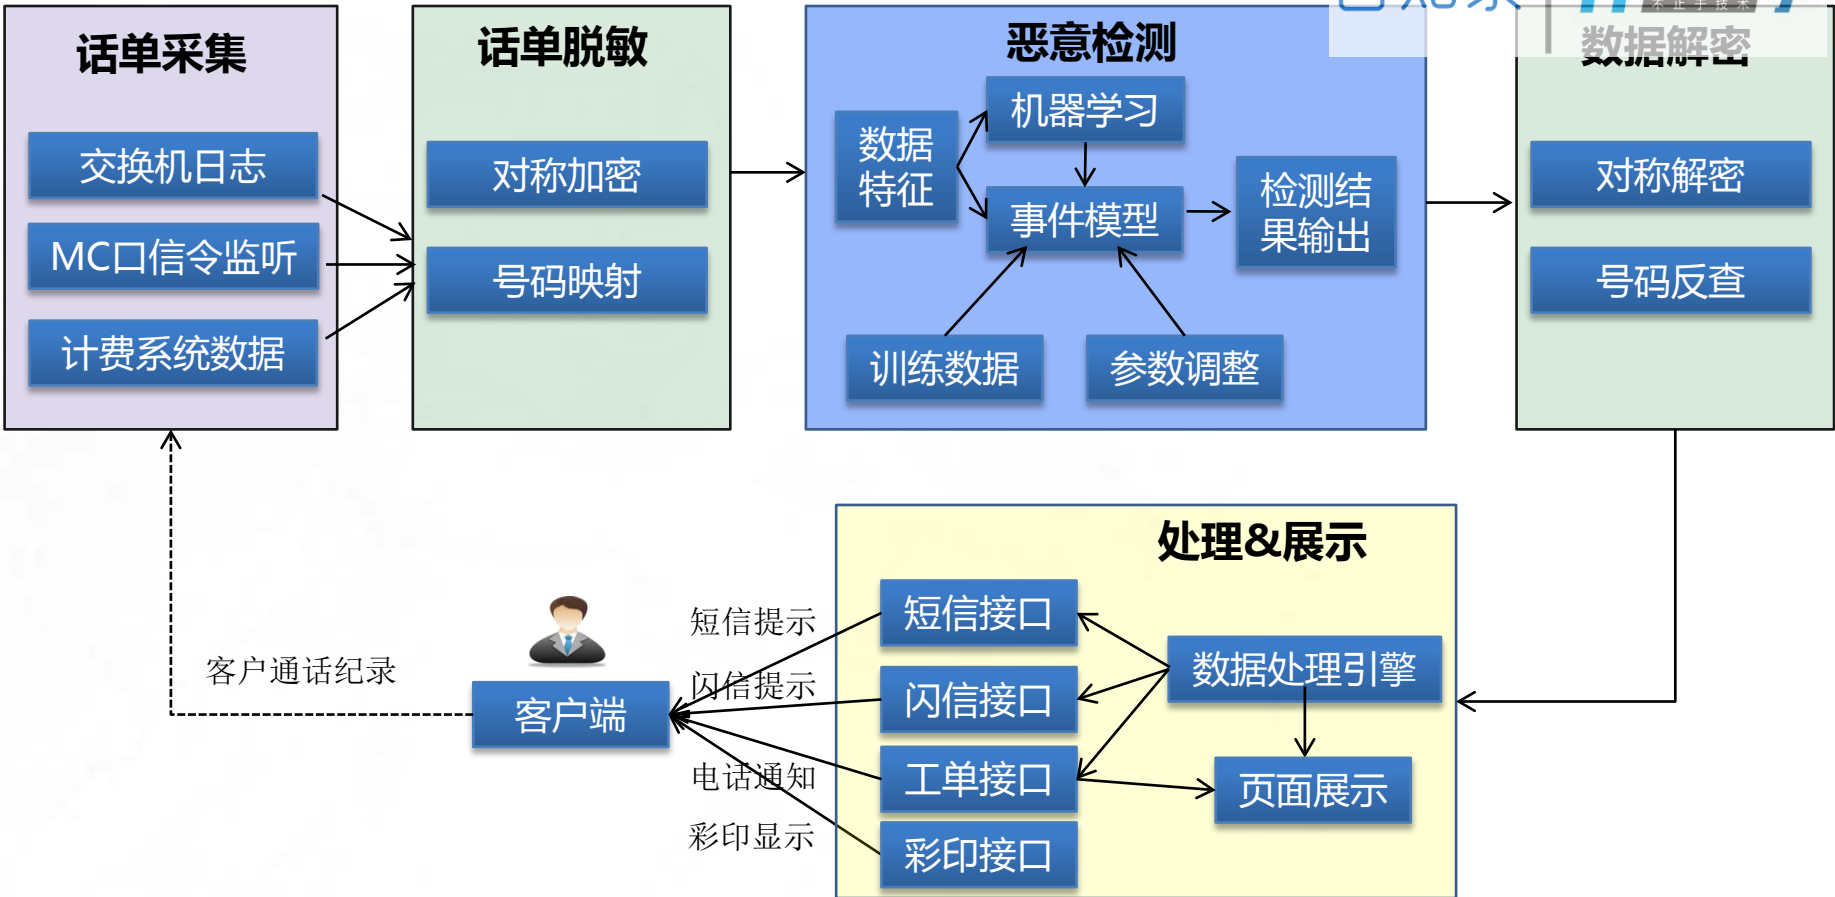 话单采集
交换机日志
MC口信令监听
计费系统数据
话单脱敏
对称加密
号码映射
恶意检测
数据
特征
机器学习
事件模型
检测结
果输出
训练数据
参数调整
不止于技术
数据解密
对称解密
号码反查
处理&展示
短信接口
闪信接口
工单接口
彩印接口
数据处理引擎
页面展示
短信提示
闪信提示
电话通知
彩印显示
客户端
客户通话纪录